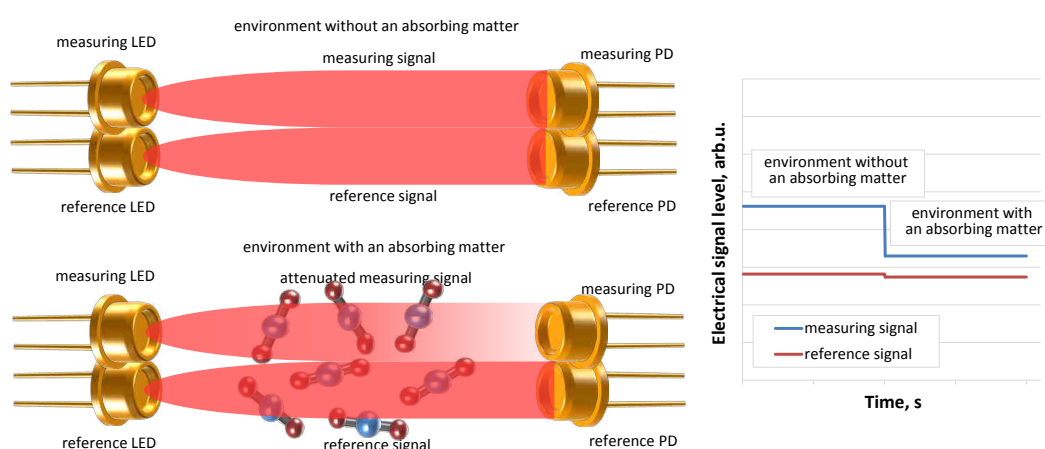 environment without an absorbing matter
measuring LED
measuring signal
measuring PD
reference LED
reference signal
reference PD
environment with an absorbing matter
measuring LED
attenuated measuring signal
measuring PD
reference LED
reference signal
reference PD
Electrical signal level, arb.u.
environment without
an absorbing matter
environment with
an absorbing matter
measuring signal
reference signal
Time, s